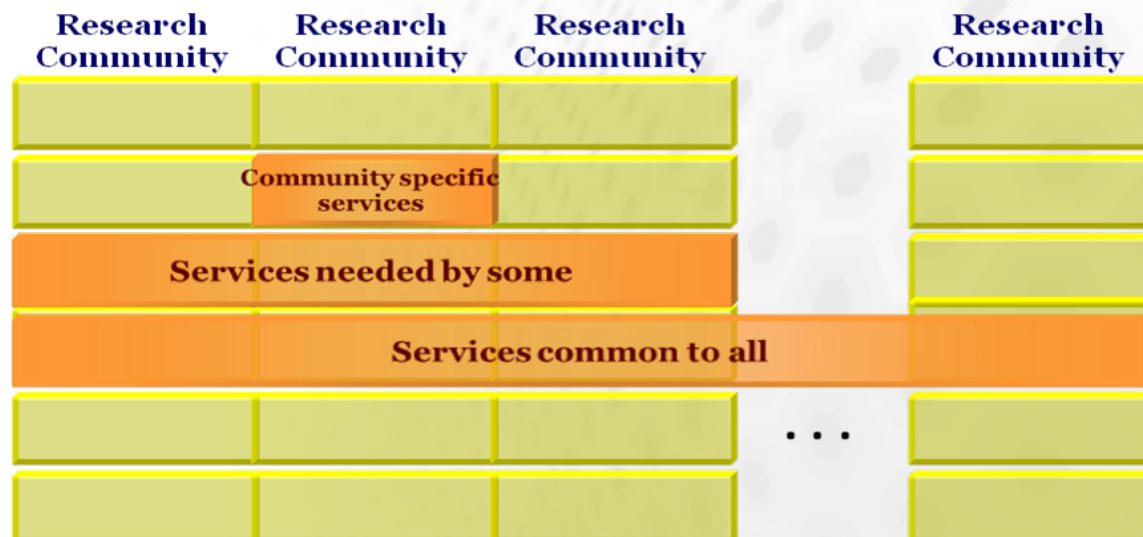 Research
Community
Research
Community
Research
Community
Research
Community
Community specific
services
Services needed by some
Services common to all
...